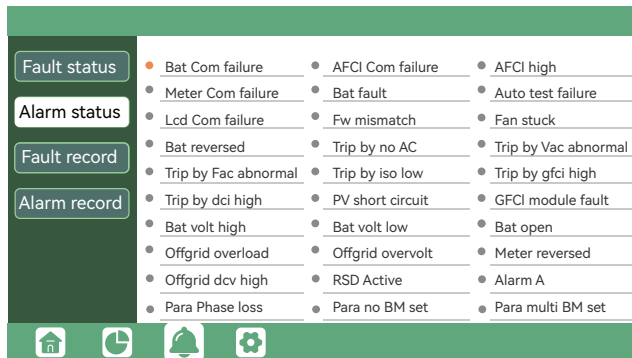 Fault status
Alarm status
Fault record
Alarm record
Bat Com failure AFCI Com failure AFCI high
Meter Com failure Bat fault Auto test failure
Lcd Com failure Fw mismatch Fan stuck
Bat reversed Trip by no AC Trip by Vac abnormal
Trip by Fac abnormal Trip by iso low Trip by gfci high
Trip by dci high PV short circuit GFCI module fault
Bat volt high Bat volt low Bat open
Offgrid overload Offgrid overvolt Meter reversed
Offgrid dcv high RSD Active Alarm A
Para Phase loss Para no BM set Para multi BM set